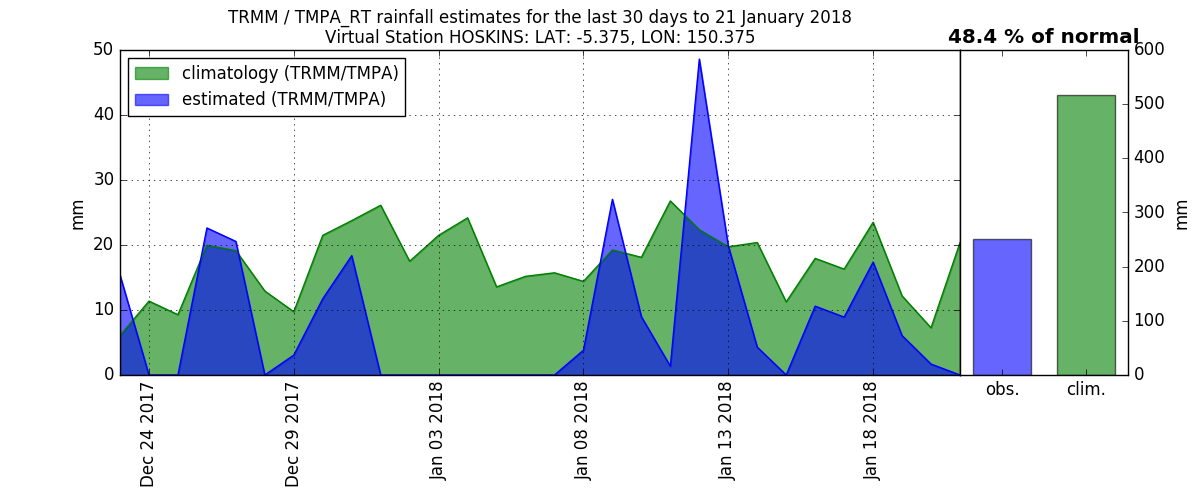 TRMM / TMPA_RT rainfall estimates for the last 30 days to 21 January 2018
Virtual Station HOSKINS: LAT: -5.375, LON: 150.375
48.4 % of normal
climatology (TRMM/TMPA)
estimated (TRMM/TMPA)
mm
50
40
30
20
10
0
Dec 24 2017
Dec 29 2017
Jan 03 2018
Jan 08 2018
Jan 13 2018
Jan 18 2018
600
500
400
300
200
100
0
mm
obs.
clim.